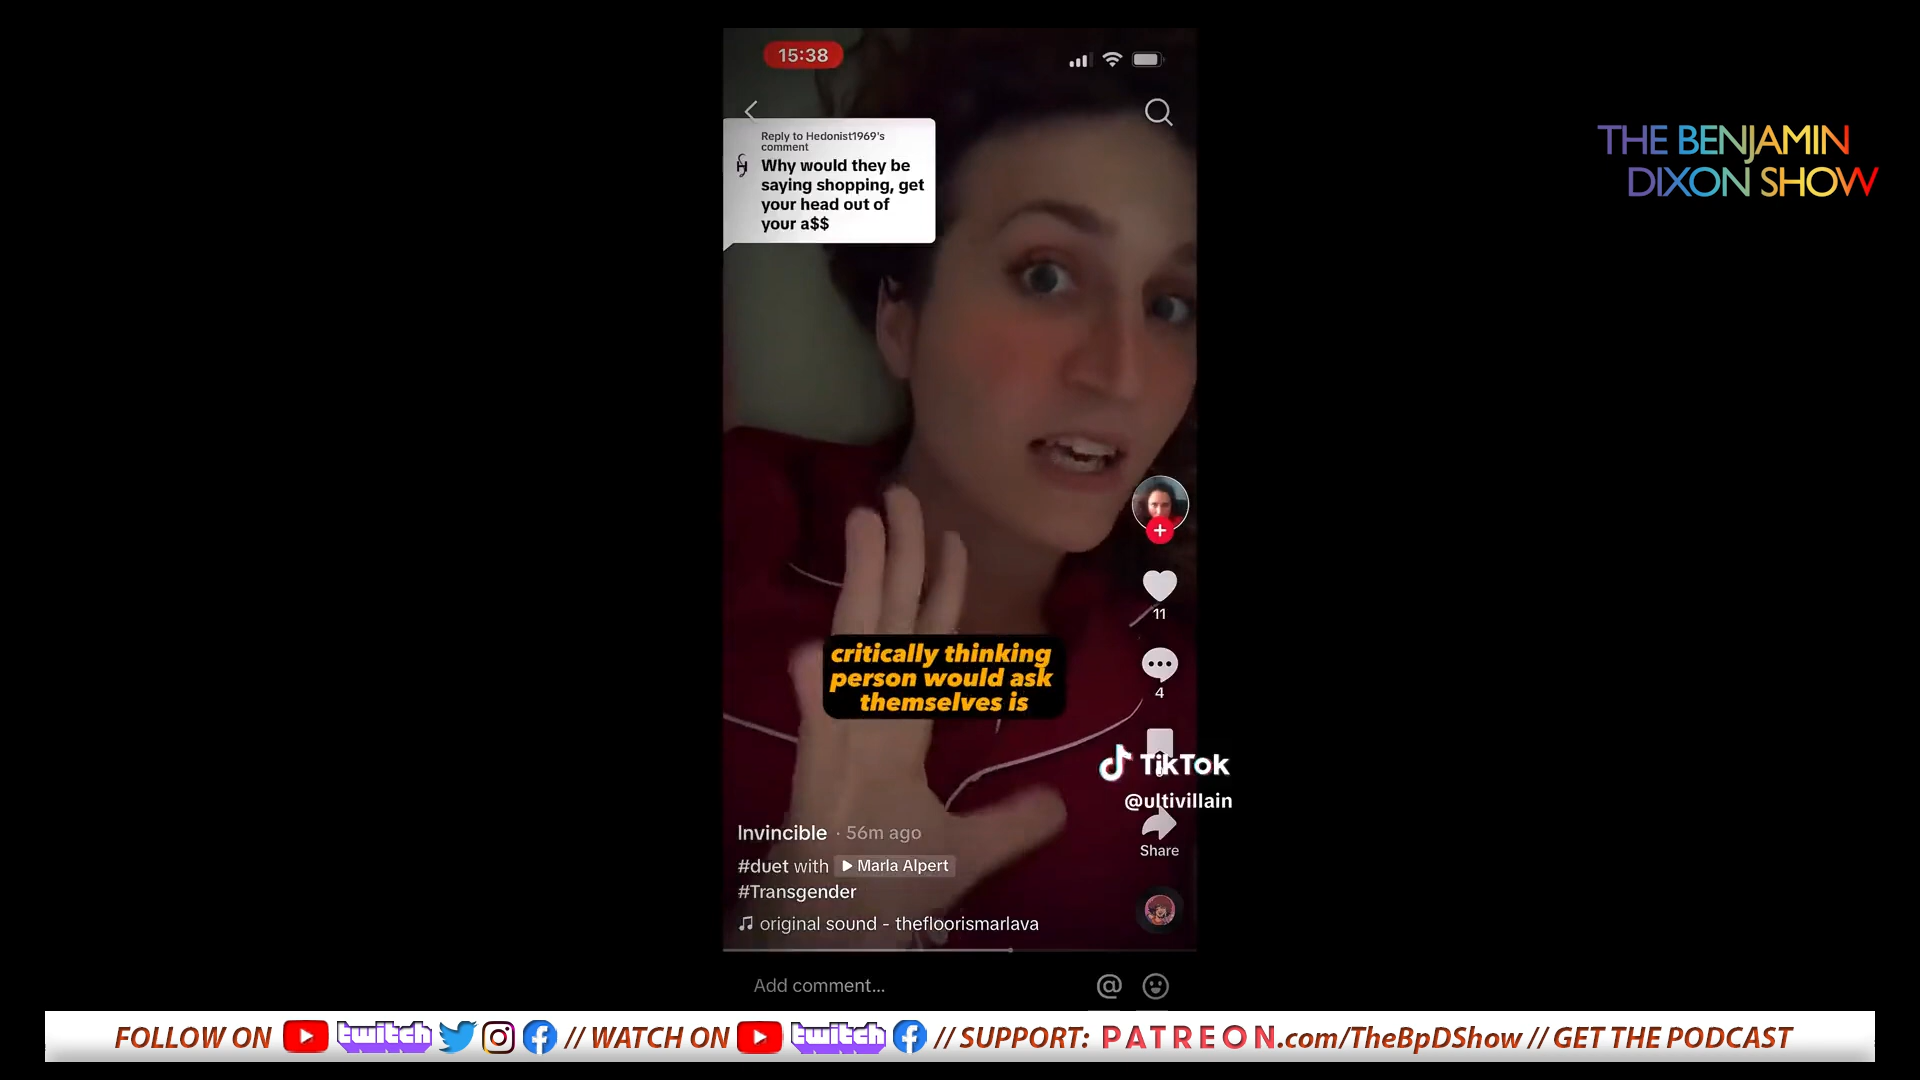 15:38
THE BENJAMIN
DIXON SHOW
Reply to Hedonist1969's
comment
Why would they be
saying shopping, get
your head out of
your a$$
critically thinking
person would ask
themselves is
11
4
TikTok
@ultivillain
Share
Invincible · 56m ago
#duet with Marla Alpert
#Transgender
original sound - thefloorismarlava
Add comment...
FOLLOW ON twitch // WATCH ON twitch // SUPPORT: PATREON.com/TheBpDShow // GET THE PODCAST